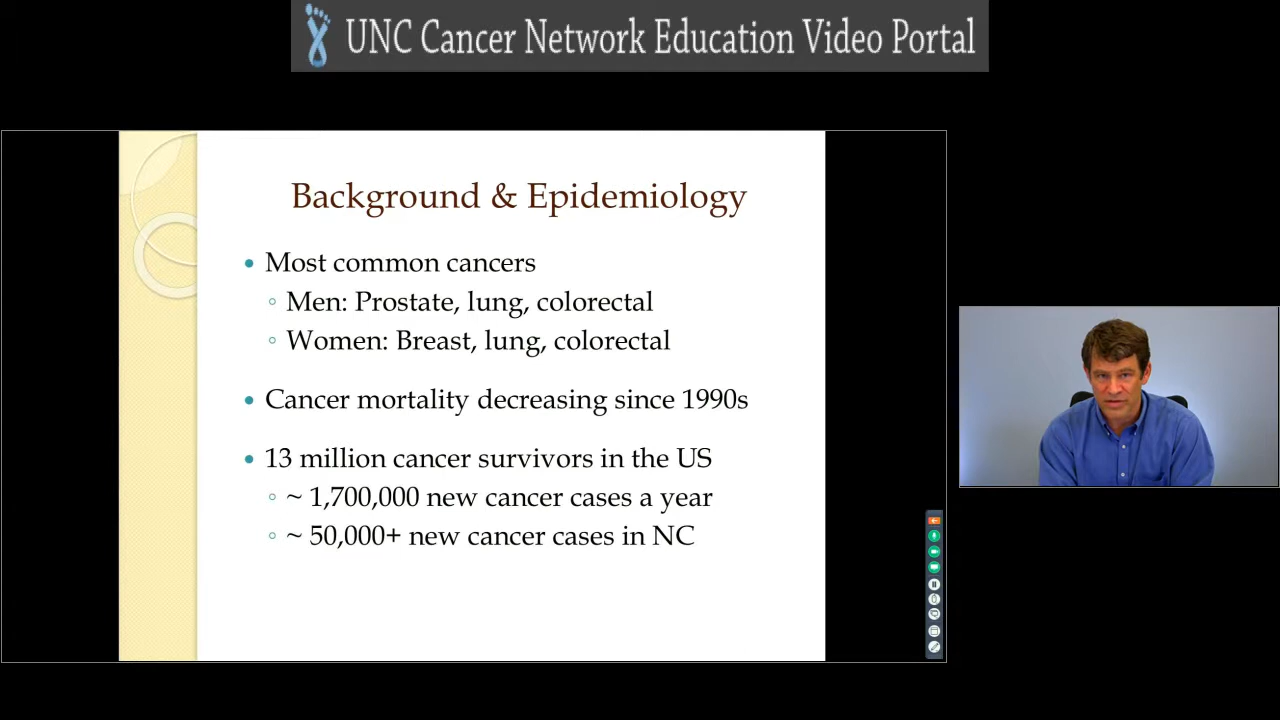 UNC Cancer Network Education Video Portal
Background & Epidemiology
• Most common cancers
◦ Men: Prostate, lung, colorectal
◦ Women: Breast, lung, colorectal
• Cancer mortality decreasing since 1990s
• 13 million cancer survivors in the US
◦ ~ 1,700,000 new cancer cases a year
◦ ~ 50,000+ new cancer cases in NC